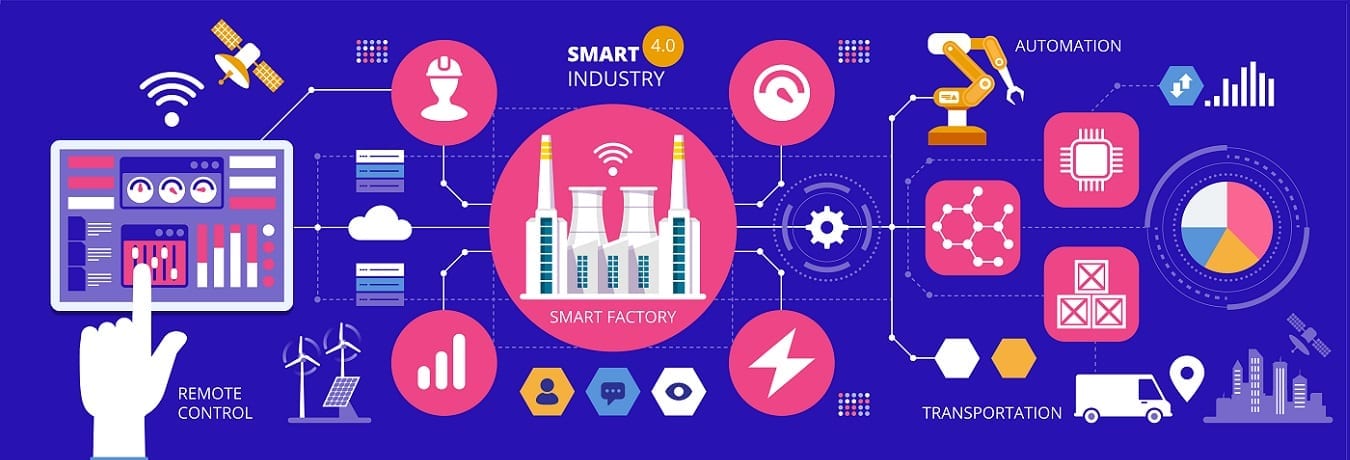 SMART 4.0
INDUSTRY
AUTOMATION
SMART FACTORY
REMOTE
CONTROL
TRANSPORTATION